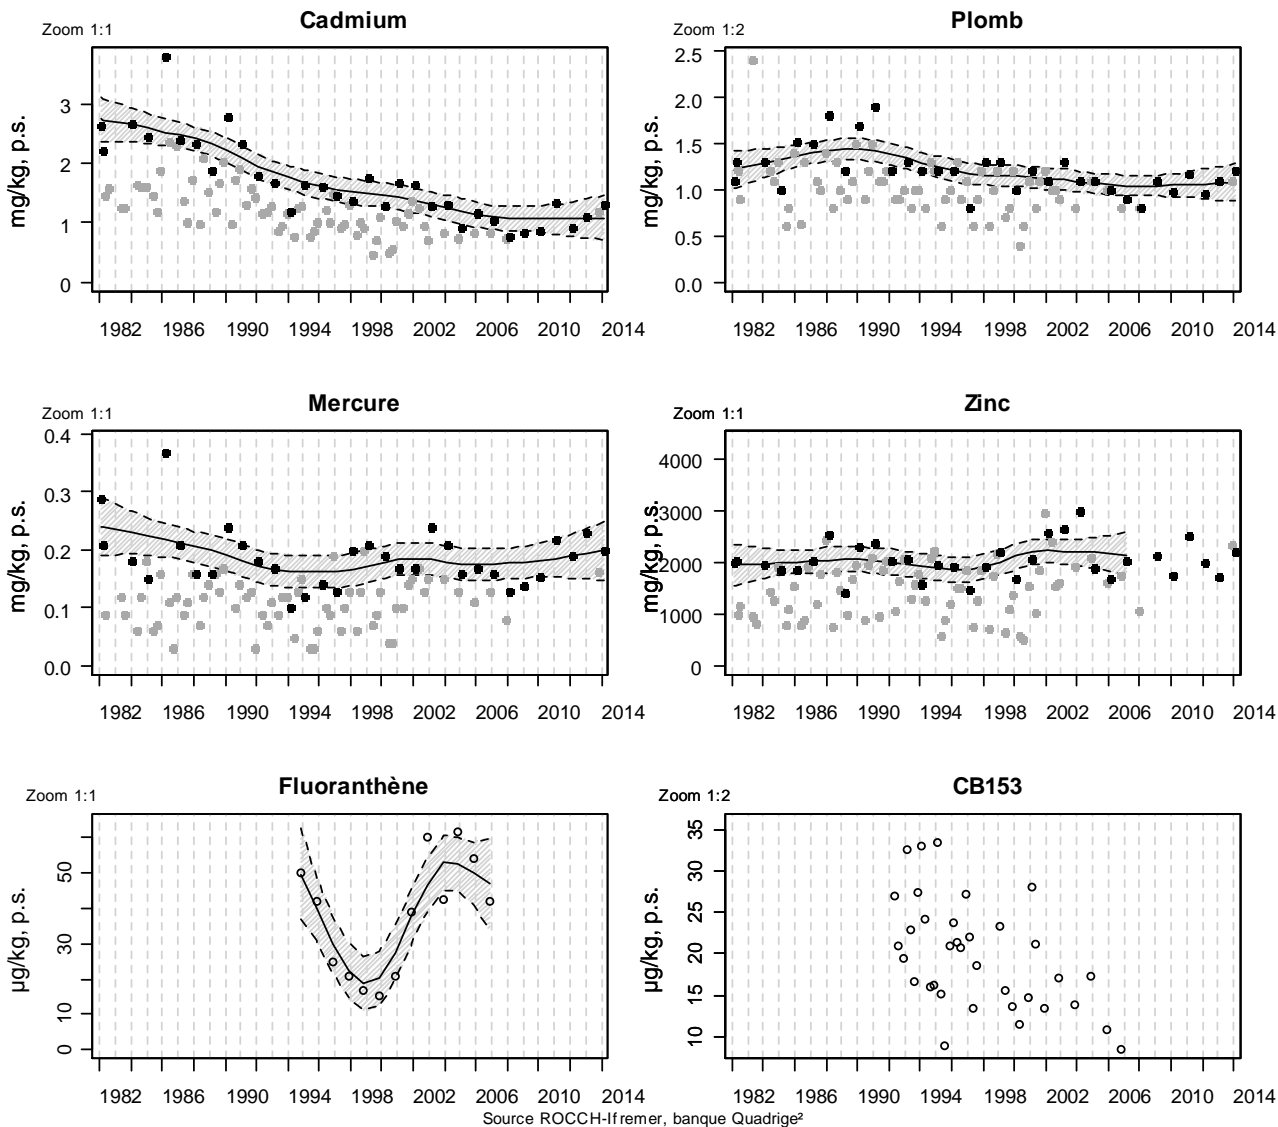 Cadmium
Plomb
Zoom 1:1
Zoom 1:2
mg/kg, p.s.
0 1 2 3
1982 1986 1990 1994 1998 2002 2006 2010 2014
mg/kg, p.s.
0.0 0.5 1.0 1.5 2.0 2.5
1982 1986 1990 1994 1998 2002 2006 2010 2014
Mercure
Zinc
Zoom 1:1
Zoom 1:1
mg/kg, p.s.
0.0 0.1 0.2 0.3 0.4
1982 1986 1990 1994 1998 2002 2006 2010 2014
mg/kg, p.s.
0 1000 2000 3000 4000
1982 1986 1990 1994 1998 2002 2006 2010 2014
Fluoranthène
CB153
Zoom 1:1
Zoom 1:2
µg/kg, p.s.
0 10 30 50
1982 1986 1990 1994 1998 2002 2006 2010 2014
µg/kg, p.s.
10 15 20 25 30 35
1982 1986 1990 1994 1998 2002 2006 2010 2014
Source ROCCH-Ifremer, banque Quadrige²